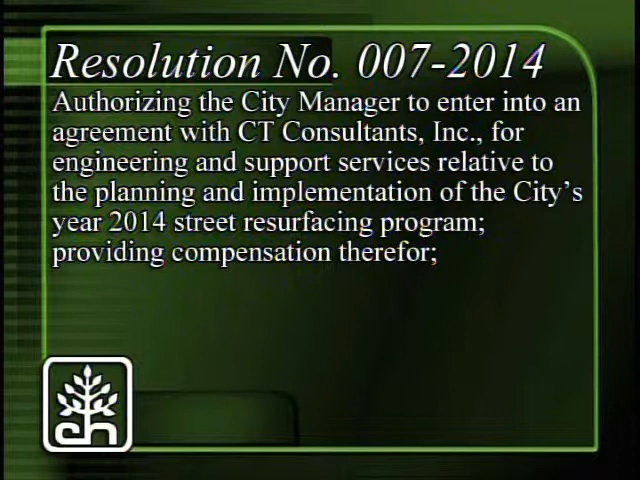 Resolution No. 007-2014
Authorizing the City Manager to enter into an
agreement with CT Consultants, Inc., for
engineering and support services relative to
the planning and implementation of the City's
year 2014 street resurfacing program;
providing compensation therefor;
ch